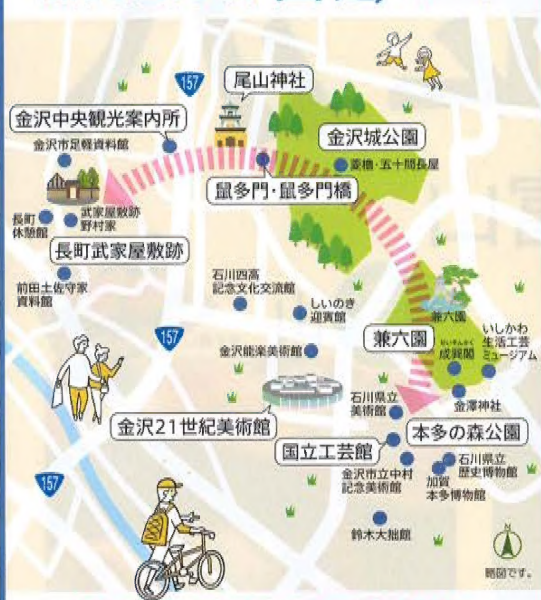 157
尾山神社
金沢中央観光案内所
金沢市足軽資料館
金沢城公園
菱櫓・五十間長屋
鼠多門・鼠多門橋
長町
休憩館
武家屋敷跡
野村家
長町武家屋敷跡
前田土佐守家
資料館
石川四高
記念文化交流館
しいのき
迎賓館
兼六園
いしかわ
生活工芸
ミュージアム
兼六園
せいそんかく
成巽閣
157
金沢能楽美術館
金澤神社
石川県立
美術館
金沢21世紀美術館
本多の森公園
国立工芸館
石川県立
歴史博物館
金沢市立中村
記念美術館
加賀
本多博物館
157
鈴木大拙館
N
略図です。